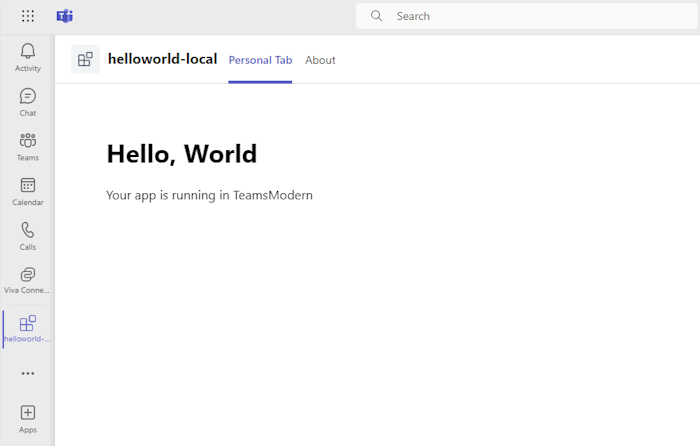 Search
helloworld-local Personal Tab About
Activity
Chat
Teams
Calendar
Calls
Viva Conne...
helloworld-...
Apps
Hello, World
Your app is running in TeamsModern